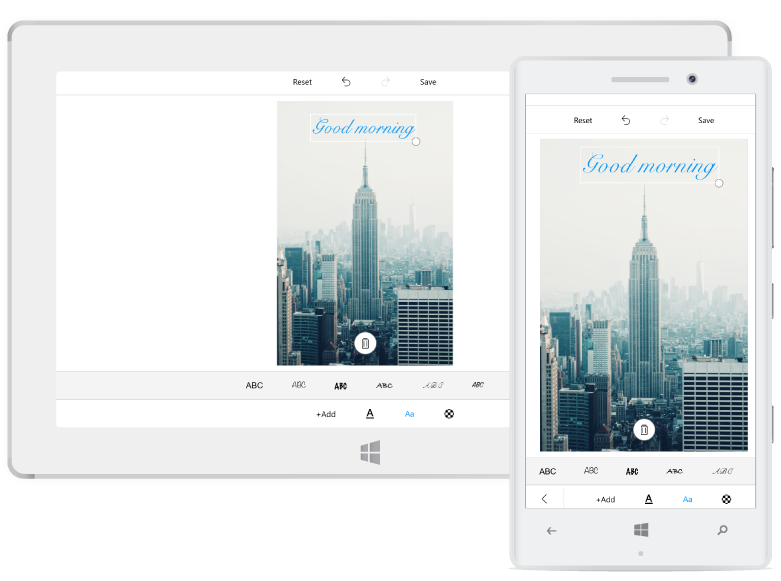 Reset Save
Good morning
ABC ABC ABC ABC ABC ABC
+Add A Aa
Reset Save
Good morning
ABC ABC ABC ABC ABC
+Add A Aa